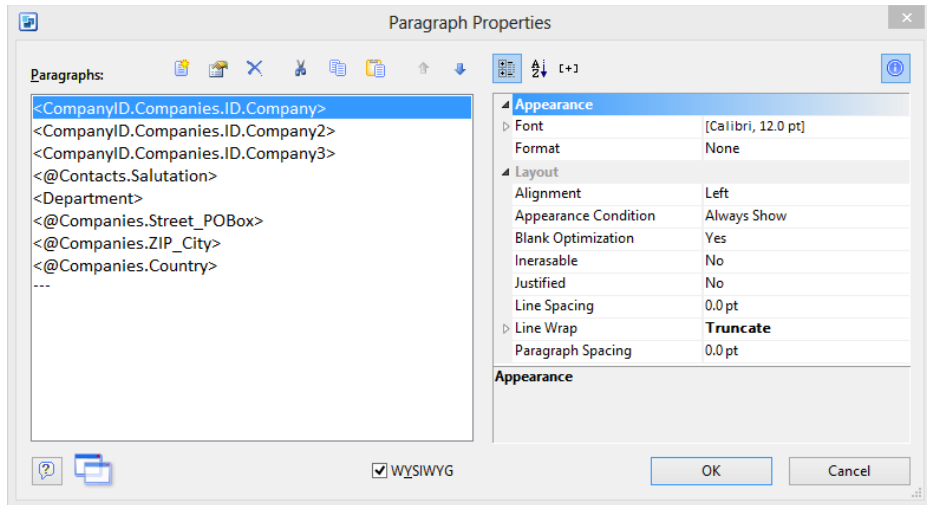 Paragraph Properties
Paragraphs:
[+]
<CompanyID.Companies.ID.Company>
<CompanyID.Companies.ID.Company2>
<CompanyID.Companies.ID.Company3>
<@Contacts.Salutation>
<Department>
<@Companies.Street_POBox>
<@Companies.ZIP_City>
<@Companies.Country>
---
Appearance
Font [Calibri, 12.0 pt]
Format None
Layout
Alignment Left
Appearance Condition Always Show
Blank Optimization Yes
Inerasable No
Justified No
Line Spacing 0.0 pt
Line Wrap Truncate
Paragraph Spacing 0.0 pt
Appearance
WYSIWYG
OK
Cancel